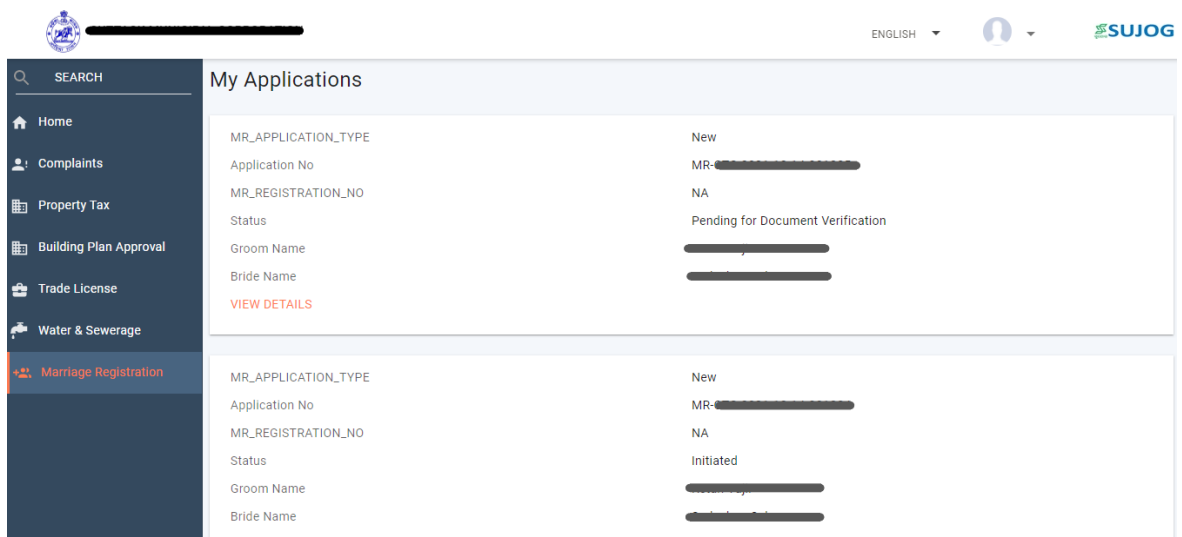 ENGLISH
SUJOG
SEARCH
My Applications
Home
Complaints
Property Tax
Building Plan Approval
Trade License
Water & Sewerage
Marriage Registration
MR_APPLICATION_TYPE New
Application No MR-
MR_REGISTRATION_NO NA
Status Pending for Document Verification
Groom Name
Bride Name
VIEW DETAILS
MR_APPLICATION_TYPE New
Application No MR-
MR_REGISTRATION_NO NA
Status Initiated
Groom Name
Bride Name